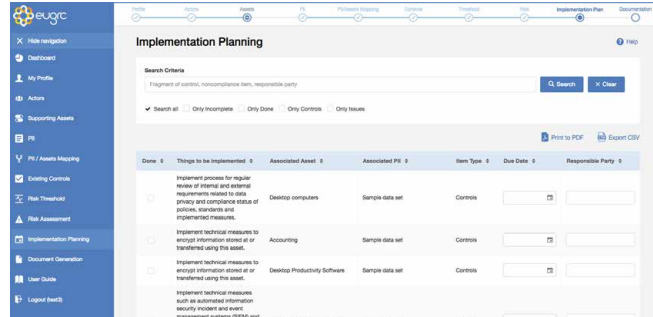 eugrc
Profile Actors Assets PII PII/Assets Mapping Controls Threshold Risk Implementation Plan Documentation
Hide navigation
Dashboard
My Profile
Actors
Supporting Assets
PII
PII / Assets Mapping
Existing Controls
Risk Threshold
Risk Assessment
Implementation Planning
Document Generation
User Guide
Logout (test3)
Implementation Planning
Help
Search Criteria
Fragment of control, noncompliance item, responsible party
Search
Clear
Search all Only Incomplete Only Done Only Controls Only Issues
Print to PDF Export CSV
Done Things to be Implemented Associated Asset Associated PII Item Type Due Date Responsible Party
Implement process for regular
review of internal and external
requirements related to data
privacy and compliance status of
policies, standards and
implemented measures.
Desktop computers Sample data set Controls
Implement technical measures to
encrypt information stored at or
transferred using this asset.
Accounting Sample data set Controls
Implement technical measures to
encrypt information stored at or
transferred using this asset.
Desktop Productivity Software Sample data set Controls
Implement technical measures
such as automated information
security incident and event
management systems (SIEM) and